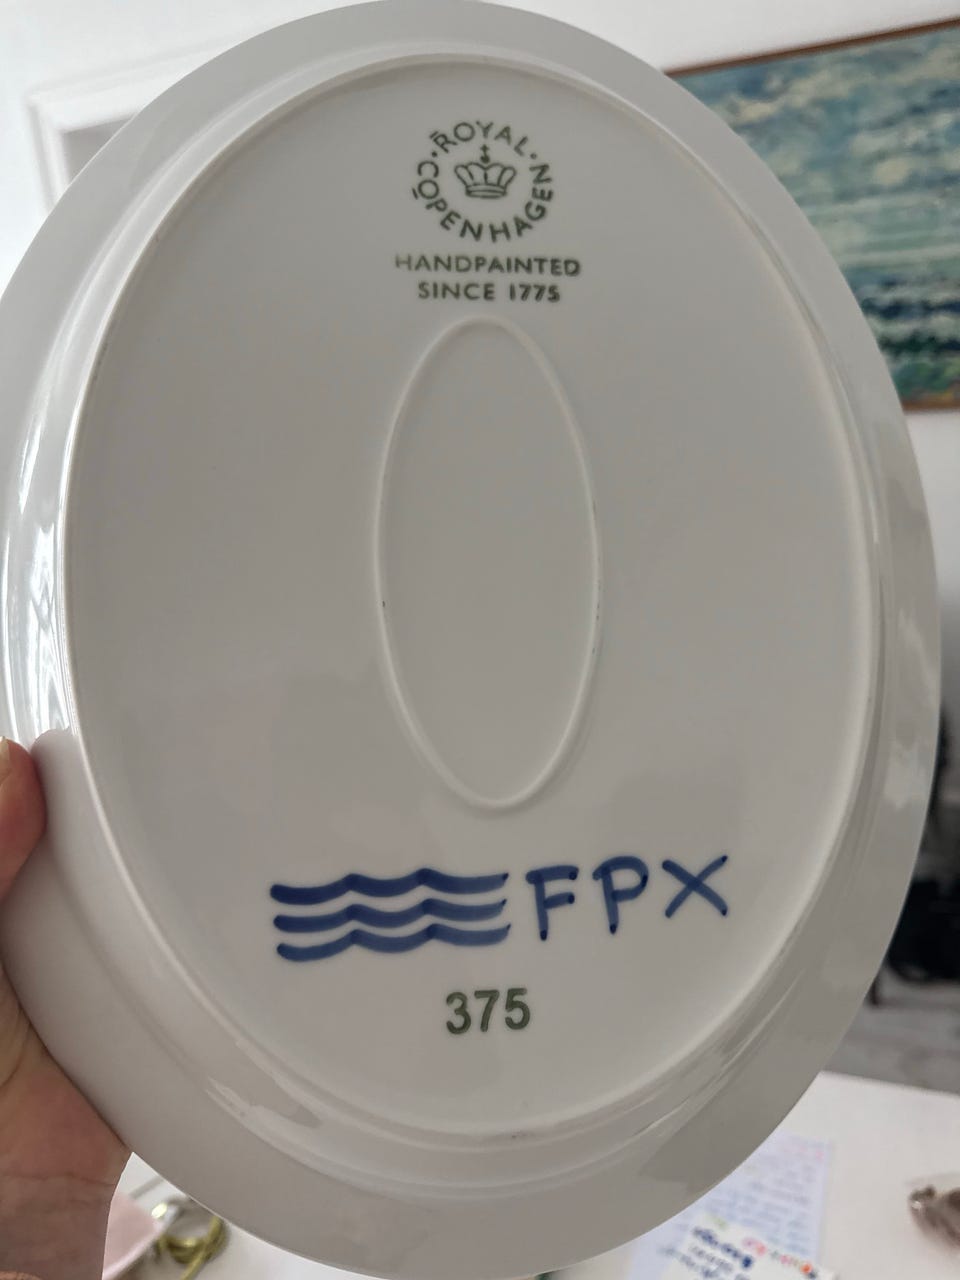 ROYAL · COPENHAGEN ·
HANDPAINTED
SINCE 1775
FPX
375